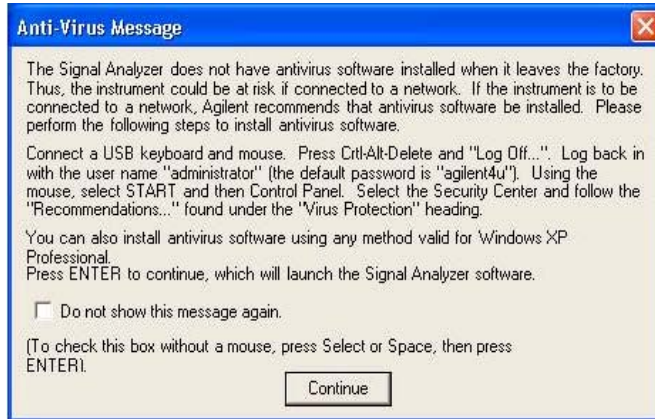 Anti-Virus Message
The Signal Analyzer does not have antivirus software installed when it leaves the factory.
Thus, the instrument could be at risk if connected to a network. If the instrument is to be
connected to a network, Agilent recommends that antivirus software be installed. Please
perform the following steps to install antivirus software.
Connect a USB keyboard and mouse. Press Crtl-Alt-Delete and "Log Off...". Log back in
with the user name "administrator" (the default password is "agilent4u"). Using the
mouse, select START and then Control Panel. Select the Security Center and follow the
"Recommendations..." found under the "Virus Protection" heading.
You can also install antivirus software using any method valid for Windows XP
Professional.
Press ENTER to continue, which will launch the Signal Analyzer software.
Do not show this message again.
(To check this box without a mouse, press Select or Space, then press
ENTER).
Continue